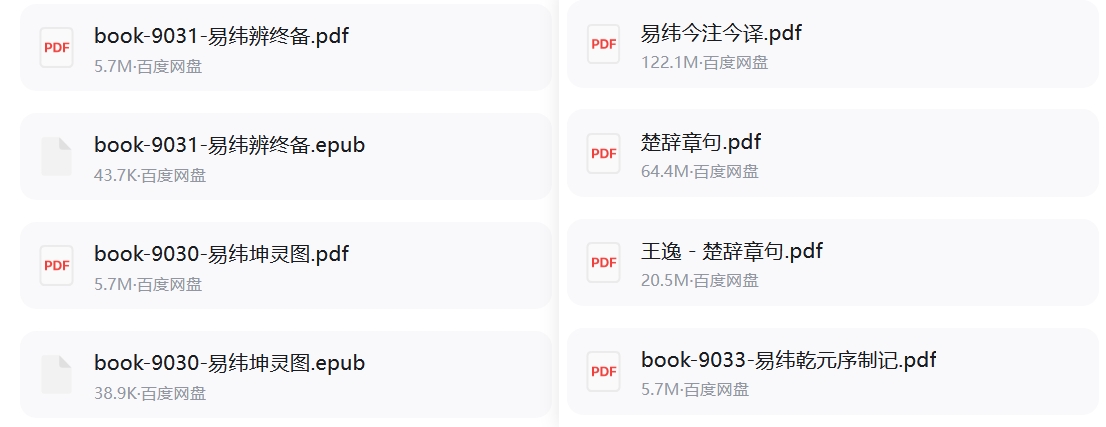 PDF
book-9031-易纬辨终备.pdf
5.7M·百度网盘
book-9031-易纬辨终备.epub
43.7K·百度网盘
PDF
book-9030-易纬坤灵图.pdf
5.7M·百度网盘
book-9030-易纬坤灵图.epub
38.9K·百度网盘
PDF
易纬今注今译.pdf
122.1M·百度网盘
PDF
楚辞章句.pdf
64.4M·百度网盘
PDF
王逸 - 楚辞章句.pdf
20.5M·百度网盘
PDF
book-9033-易纬乾元序制记.pdf
5.7M·百度网盘